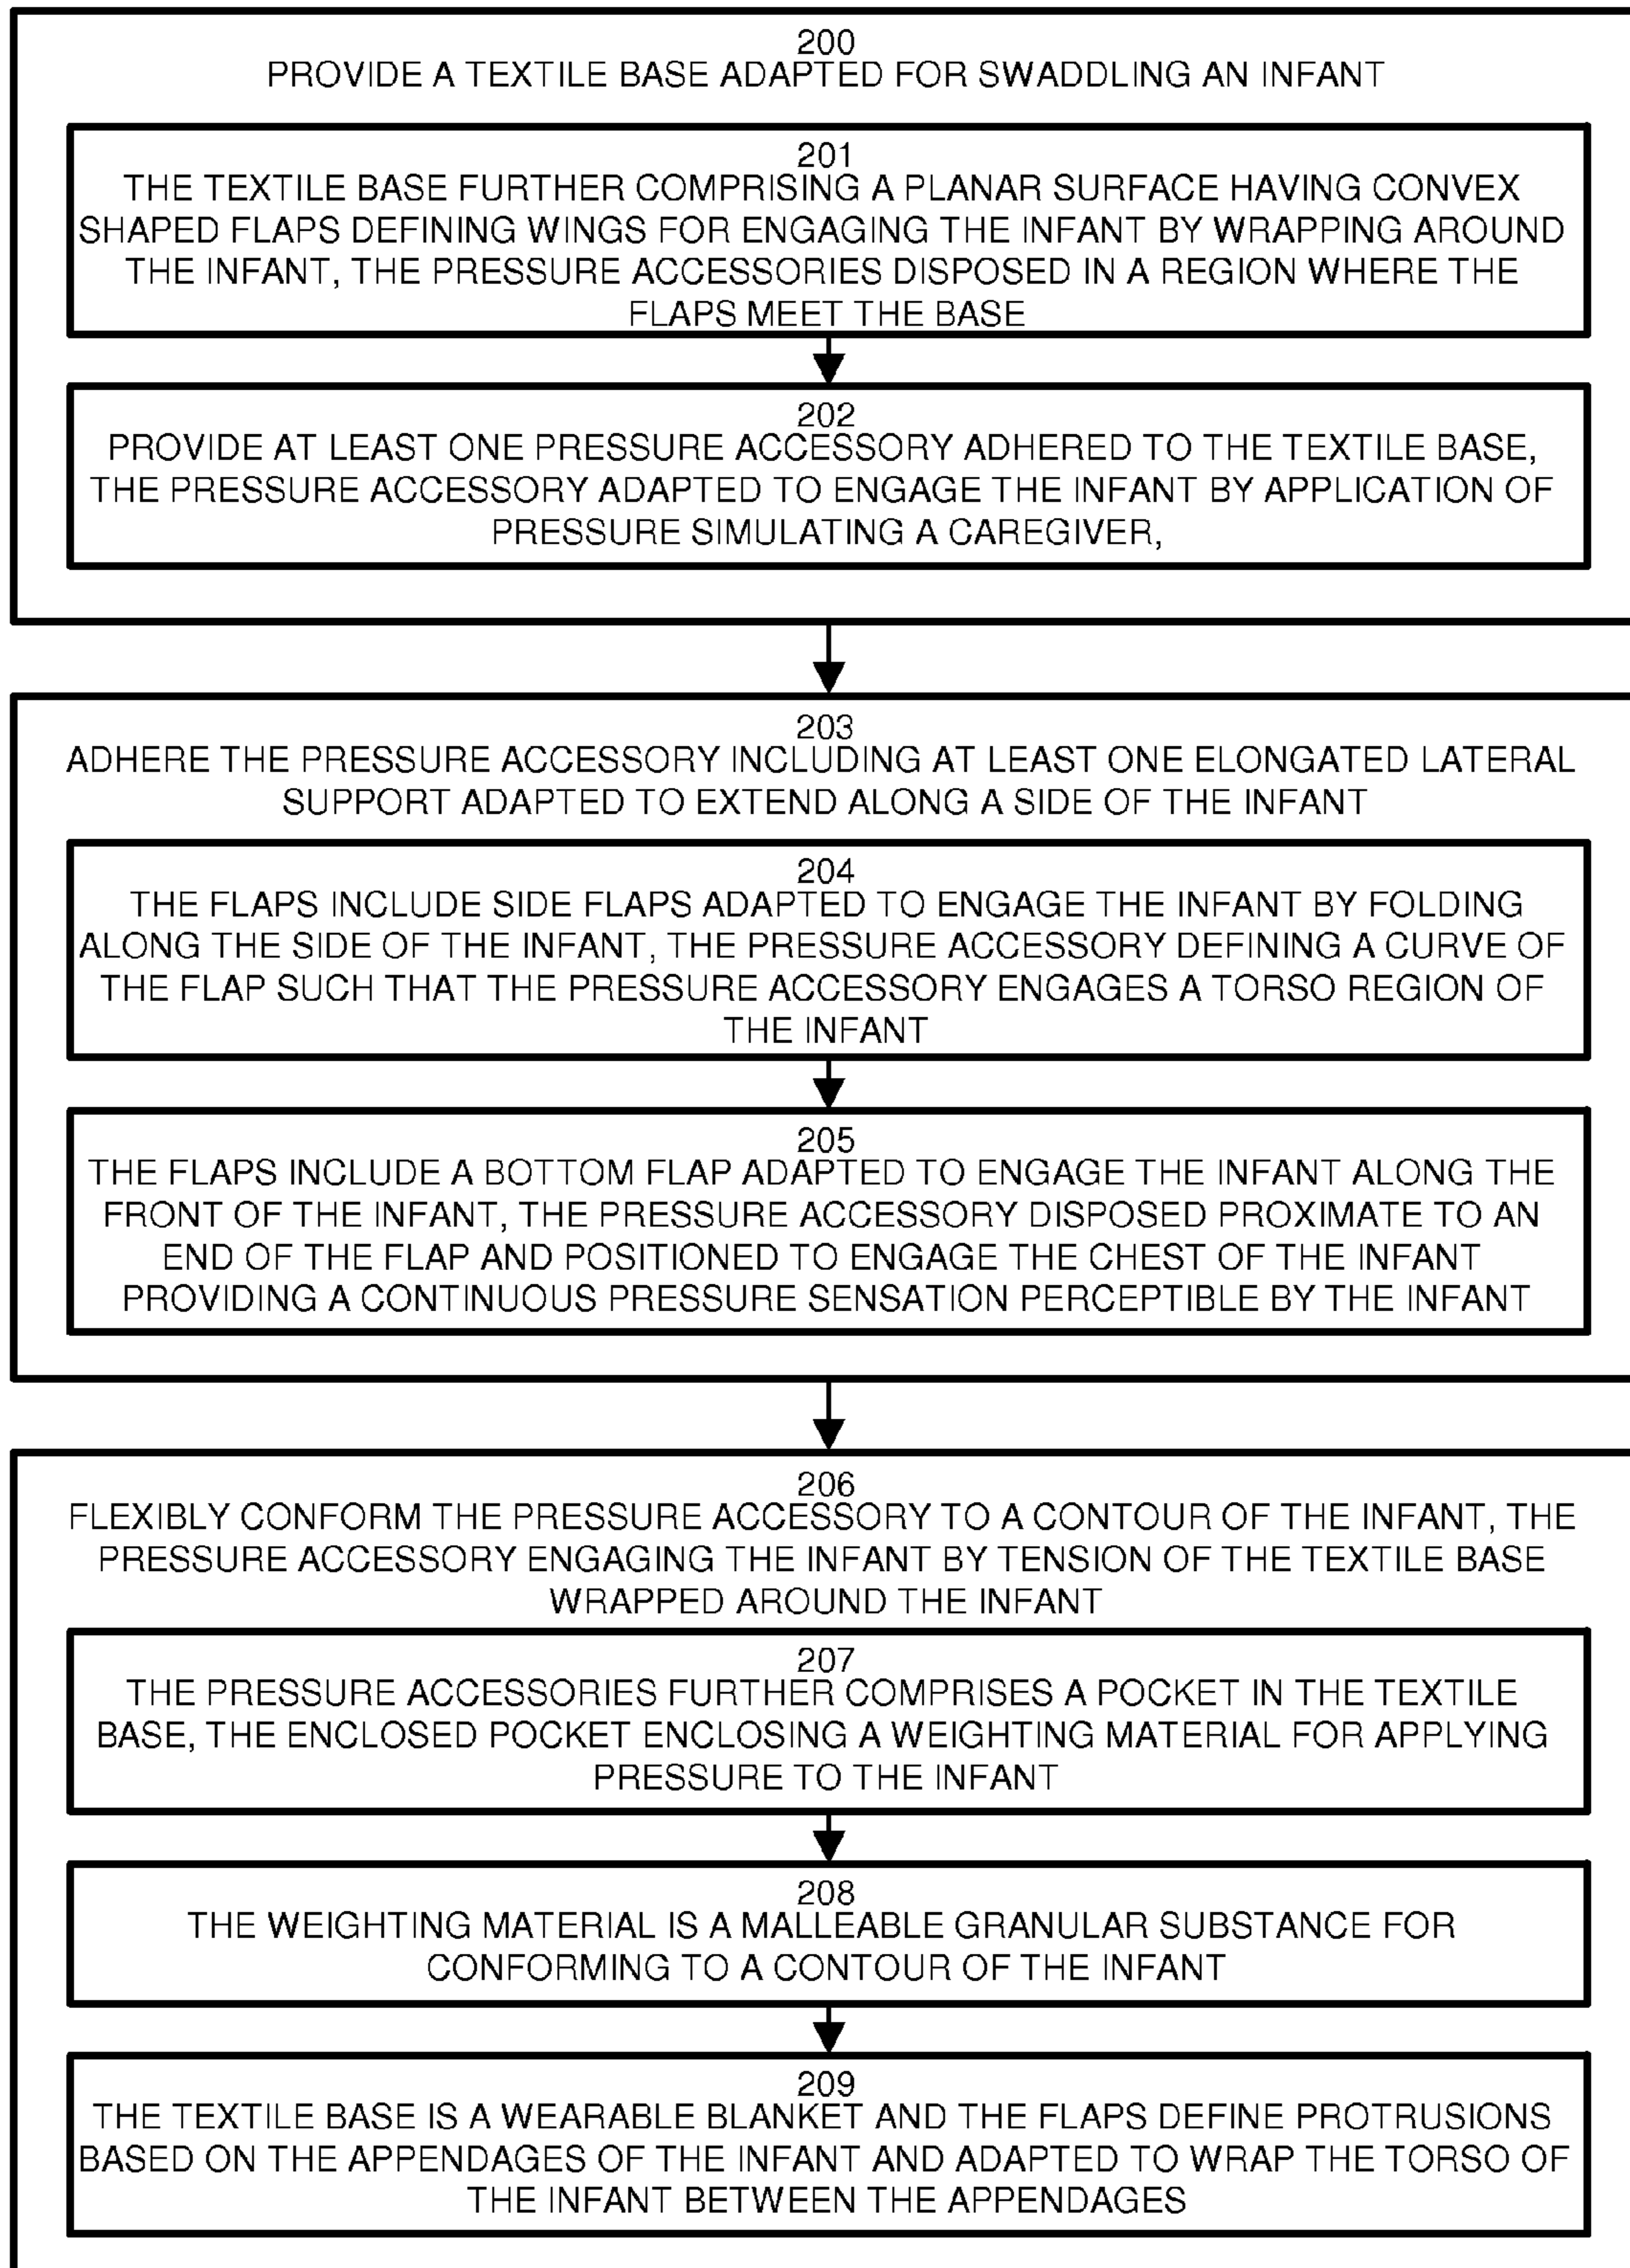 200
PROVIDE A TEXTILE BASE ADAPTED FOR SWADDLING AN INFANT
201
THE TEXTILE BASE FURTHER COMPRISING A PLANAR SURFACE HAVING CONVEX
SHAPED FLAPS DEFINING WINGS FOR ENGAGING THE INFANT BY WRAPPING AROUND
THE INFANT, THE PRESSURE ACCESSORIES DISPOSED IN A REGION WHERE THE
FLAPS MEET THE BASE
202
PROVIDE AT LEAST ONE PRESSURE ACCESSORY ADHERED TO THE TEXTILE BASE,
THE PRESSURE ACCESSORY ADAPTED TO ENGAGE THE INFANT BY APPLICATION OF
PRESSURE SIMULATING A CAREGIVER,
203
ADHERE THE PRESSURE ACCESSORY INCLUDING AT LEAST ONE ELONGATED LATERAL
SUPPORT ADAPTED TO EXTEND ALONG A SIDE OF THE INFANT
204
THE FLAPS INCLUDE SIDE FLAPS ADAPTED TO ENGAGE THE INFANT BY FOLDING
ALONG THE SIDE OF THE INFANT, THE PRESSURE ACCESSORY DEFINING A CURVE OF
THE FLAP SUCH THAT THE PRESSURE ACCESSORY ENGAGES A TORSO REGION OF
THE INFANT
205
THE FLAPS INCLUDE A BOTTOM FLAP ADAPTED TO ENGAGE THE INFANT ALONG THE
FRONT OF THE INFANT, THE PRESSURE ACCESSORY DISPOSED PROXIMATE TO AN
END OF THE FLAP AND POSITIONED TO ENGAGE THE CHEST OF THE INFANT
PROVIDING A CONTINUOUS PRESSURE SENSATION PERCEPTIBLE BY THE INFANT
206
FLEXIBLY CONFORM THE PRESSURE ACCESSORY TO A CONTOUR OF THE INFANT, THE
PRESSURE ACCESSORY ENGAGING THE INFANT BY TENSION OF THE TEXTILE BASE
WRAPPED AROUND THE INFANT
207
THE PRESSURE ACCESSORIES FURTHER COMPRISES A POCKET IN THE TEXTILE
BASE, THE ENCLOSED POCKET ENCLOSING A WEIGHTING MATERIAL FOR APPLYING
PRESSURE TO THE INFANT
208
THE WEIGHTING MATERIAL IS A MALLEABLE GRANULAR SUBSTANCE FOR
CONFORMING TO A CONTOUR OF THE INFANT
209
THE TEXTILE BASE IS A WEARABLE BLANKET AND THE FLAPS DEFINE PROTRUSIONS
BASED ON THE APPENDAGES OF THE INFANT AND ADAPTED TO WRAP THE TORSO OF
THE INFANT BETWEEN THE APPENDAGES